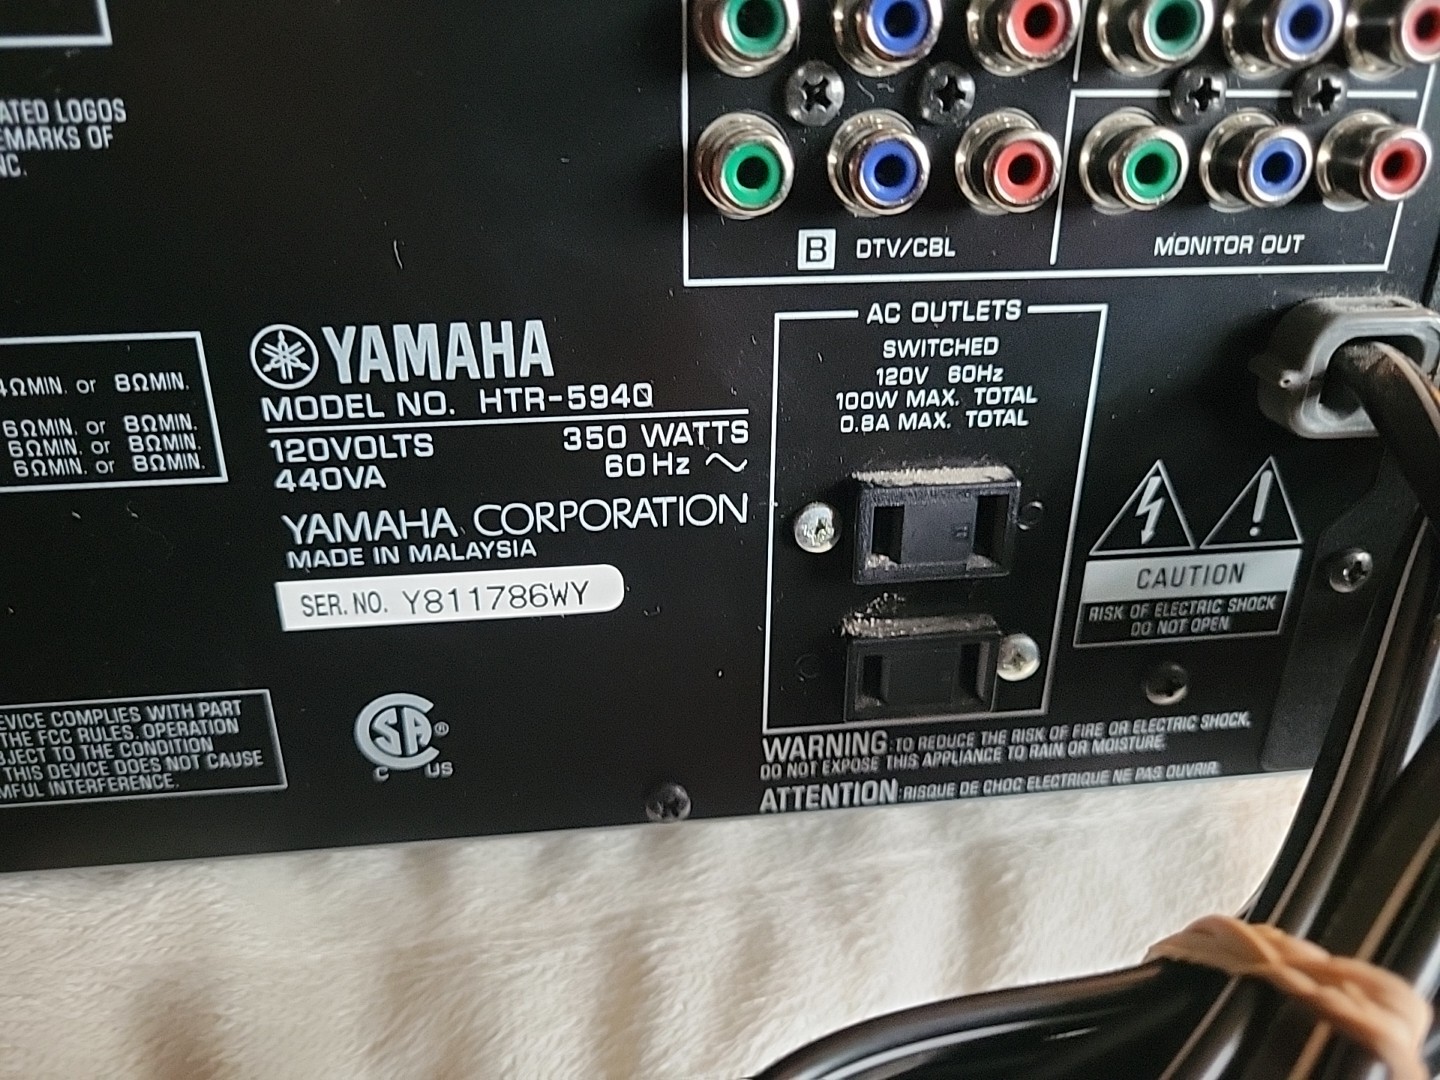 ATED LOGOS
EMARKS OF
NC.
B DTV/CBL
MONITOR OUT
4ΩMIN. or 8ΩMIN.
6ΩMIN. or 8ΩMIN.
6ΩMIN. or 8ΩMIN.
6ΩMIN. or 8ΩMIN.
YAMAHA
MODEL NO. HTR-5940
120VOLTS 350 WATTS
440VA 60Hz ～
YAMAHA CORPORATION
MADE IN MALAYSIA
SER. NO. Y811786WY
AC OUTLETS
SWITCHED
120V 60Hz
100W MAX. TOTAL
0.8A MAX. TOTAL
CAUTION
RISK OF ELECTRIC SHOCK
DO NOT OPEN
EVICE COMPLIES WITH PART
THE FCC RULES. OPERATION
BJECT TO THE CONDITION
THIS DEVICE DOES NOT CAUSE
MFUL INTERFERENCE.
CSA®
C US
WARNING: TO REDUCE THE RISK OF FIRE OR ELECTRIC SHOCK,
DO NOT EXPOSE THIS APPLIANCE TO RAIN OR MOISTURE.
ATTENTION: RISQUE DE CHOC ELECTRIQUE NE PAS OUVRIR.